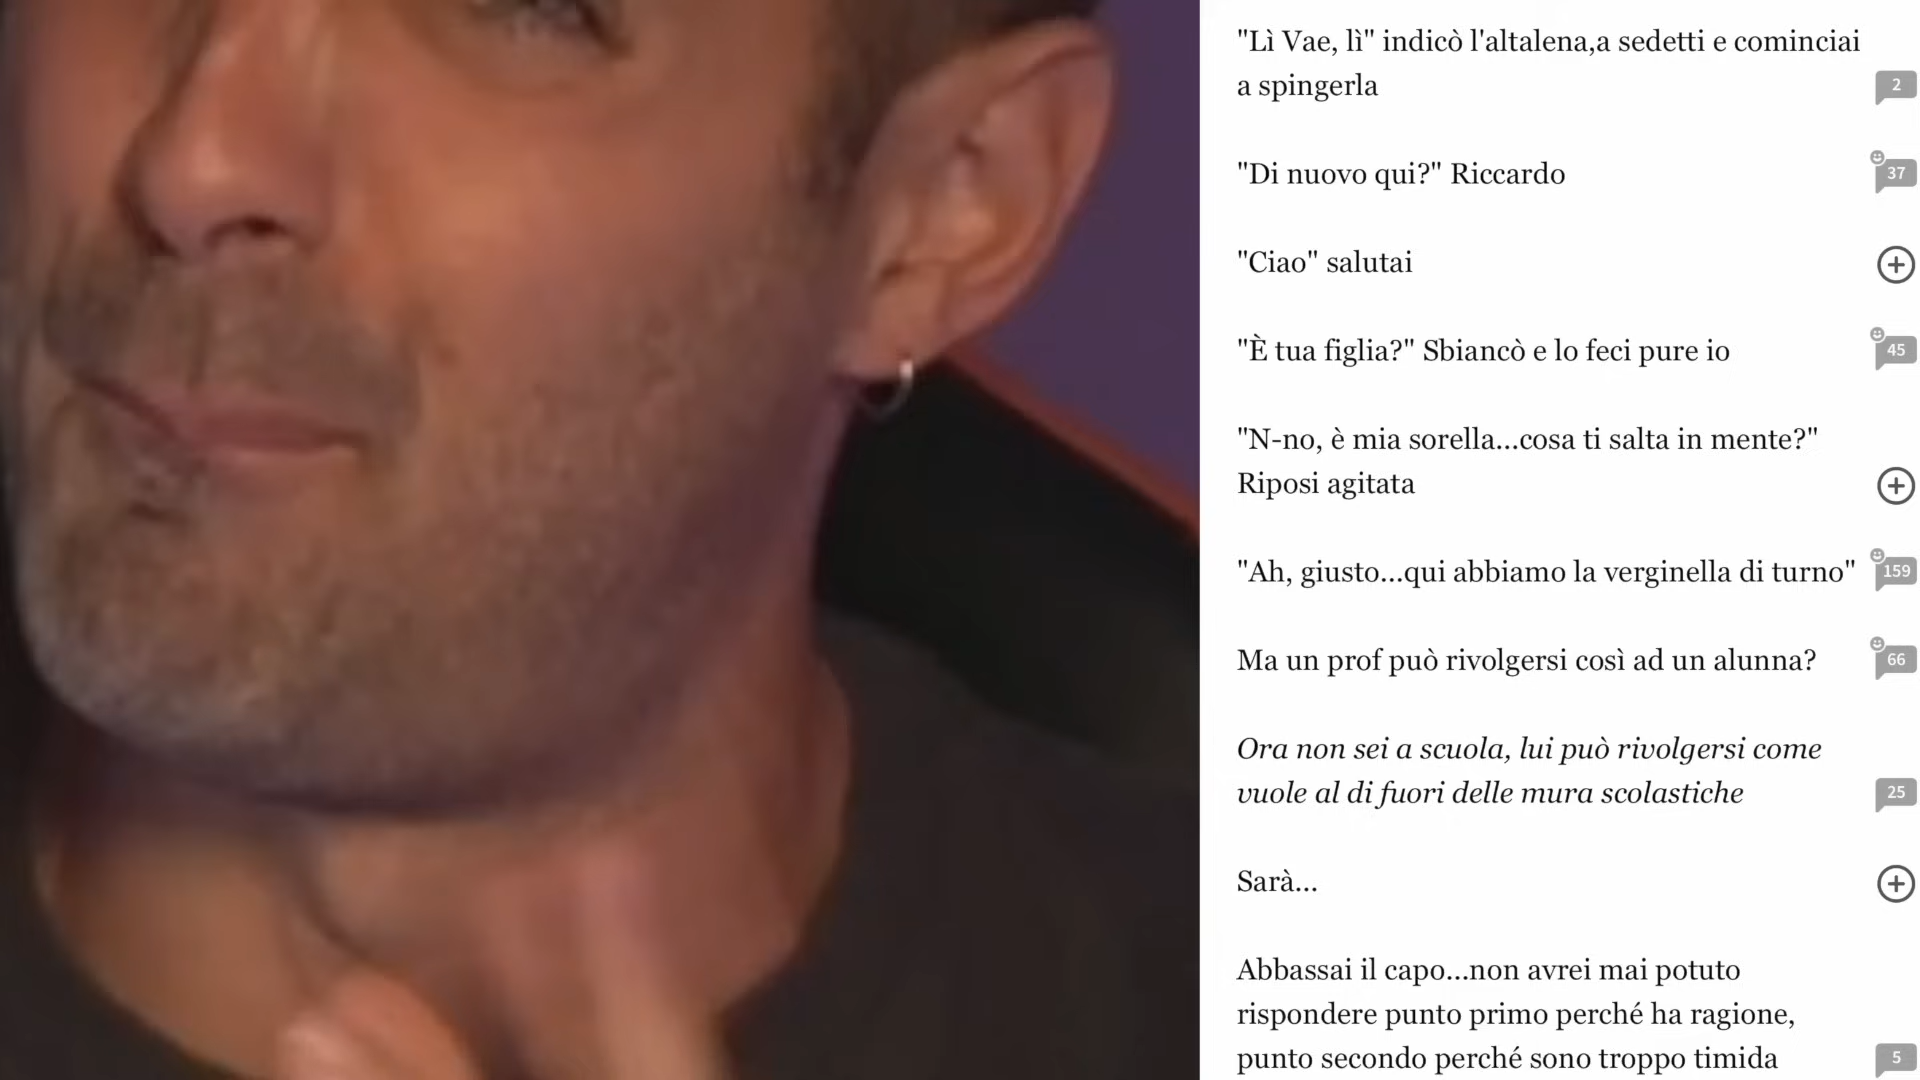 "Lì Vae, lì" indicò l'altalena,a sedetti e cominciai
a spingerla
2
"Di nuovo qui?" Riccardo
37
"Ciao" salutai
"È tua figlia?" Sbiancò e lo feci pure io
45
"N-no, è mia sorella...cosa ti salta in mente?"
Riposi agitata
"Ah, giusto...qui abbiamo la verginella di turno"
159
Ma un prof può rivolgersi così ad un alunna?
66
Ora non sei a scuola, lui può rivolgersi come
vuole al di fuori delle mura scolastiche
25
Sarà...
Abbassai il capo...non avrei mai potuto
rispondere punto primo perché ha ragione,
punto secondo perché sono troppo timida
5